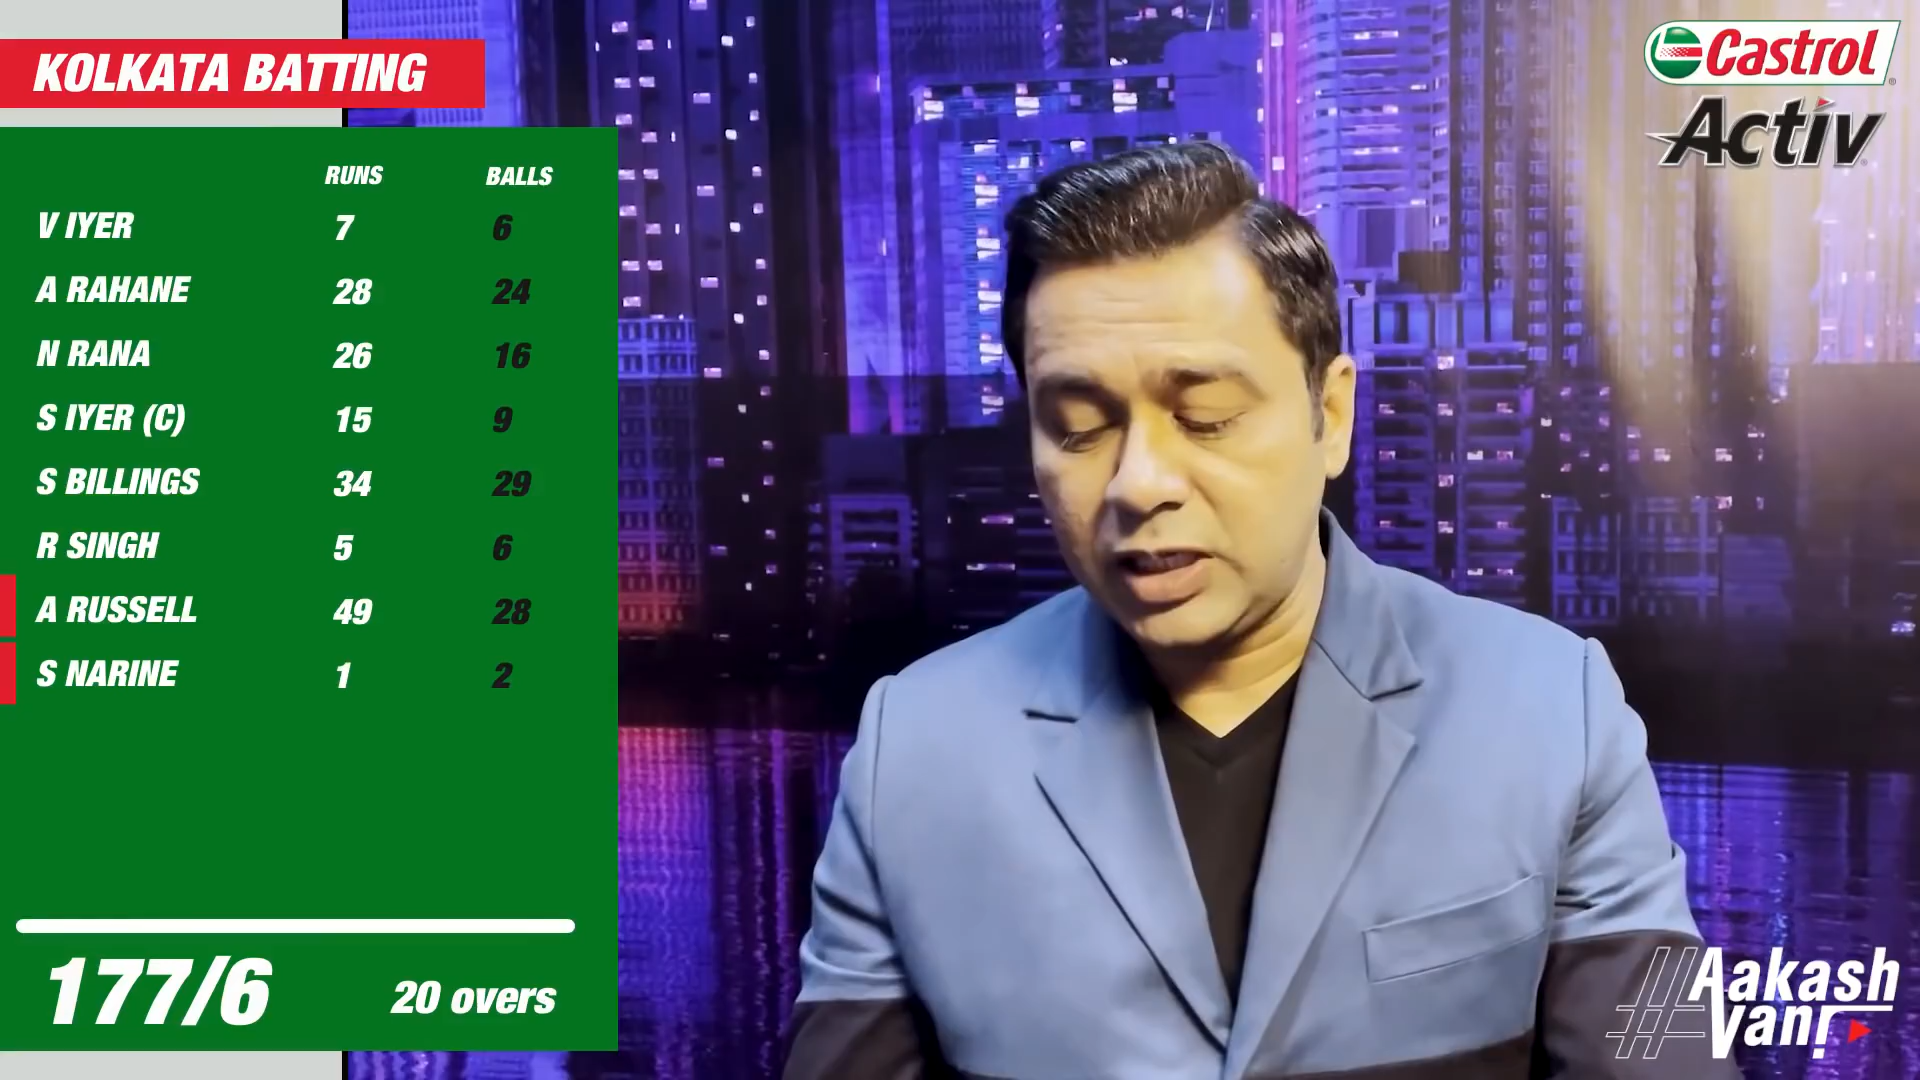 KOLKATA BATTING
RUNS BALLS
V IYER 7 6
A RAHANE 28 24
N RANA 26 16
S IYER (C) 15 9
S BILLINGS 34 29
R SINGH 5 6
A RUSSELL 49 28
S NARINE 1 2
177/6 20 overs
Castrol
Activ
#Aakash
Vani